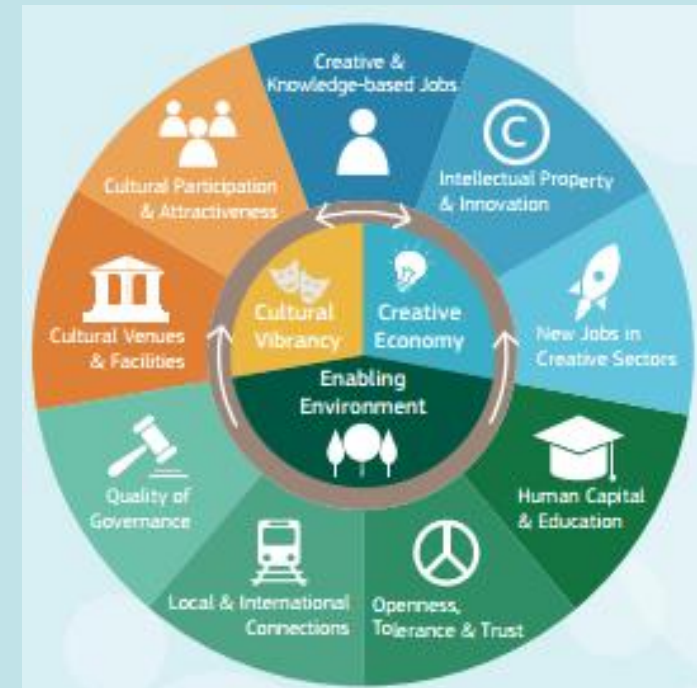 Creative &
Knowledge-based Jobs
©
Intellectual Property
& Innovation
New Jobs in
Creative Sectors
Human Capital
& Education
Openness,
Tolerance & Trust
Local & International
Connections
Quality of
Governance
Cultural Venues
& Facilities
Cultural Participation
& Attractiveness
Cultural
Vibrancy
Creative
Economy
Enabling
Environment